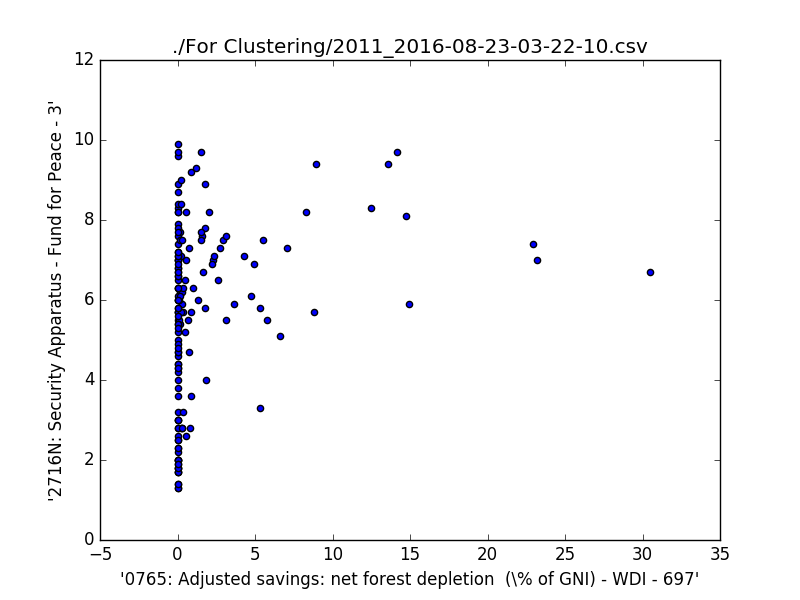 ./For Clustering/2011_2016-08-23-03-22-10.csv
12
10
8
6
4
2
0
'2716N: Security Apparatus - Fund for Peace - 3'
−5 0 5 10 15 20 25 30 35
'0765: Adjusted savings: net forest depletion  (\% of GNI) - WDI - 697'